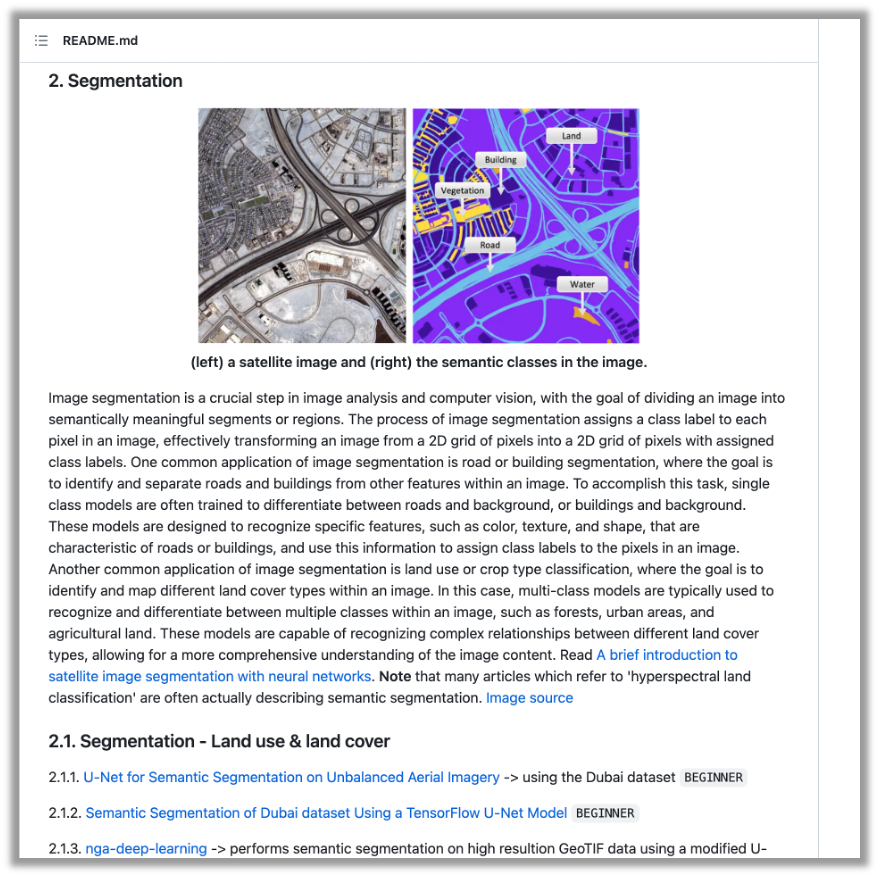 README.md
2. Segmentation
Land
Building
Vegetation
Road
Water
(left) a satellite image and (right) the semantic classes in the image.
Image segmentation is a crucial step in image analysis and computer vision, with the goal of dividing an image into
semantically meaningful segments or regions. The process of image segmentation assigns a class label to each
pixel in an image, effectively transforming an image from a 2D grid of pixels into a 2D grid of pixels with assigned
class labels. One common application of image segmentation is road or building segmentation, where the goal is
to identify and separate roads and buildings from other features within an image. To accomplish this task, single
class models are often trained to differentiate between roads and background, or buildings and background.
These models are designed to recognize specific features, such as color, texture, and shape, that are
characteristic of roads or buildings, and use this information to assign class labels to the pixels in an image.
Another common application of image segmentation is land use or crop type classification, where the goal is to
identify and map different land cover types within an image. In this case, multi-class models are typically used to
recognize and differentiate between multiple classes within an image, such as forests, urban areas, and
agricultural land. These models are capable of recognizing complex relationships between different land cover
types, allowing for a more comprehensive understanding of the image content. Read A brief introduction to
satellite image segmentation with neural networks. Note that many articles which refer to 'hyperspectral land
classification' are often actually describing semantic segmentation. Image source
2.1. Segmentation - Land use & land cover
2.1.1. U-Net for Semantic Segmentation on Unbalanced Aerial Imagery -> using the Dubai dataset BEGINNER
2.1.2. Semantic Segmentation of Dubai dataset Using a TensorFlow U-Net Model BEGINNER
2.1.3. nga-deep-learning -> performs semantic segmentation on high resultion GeoTIF data using a modified U-